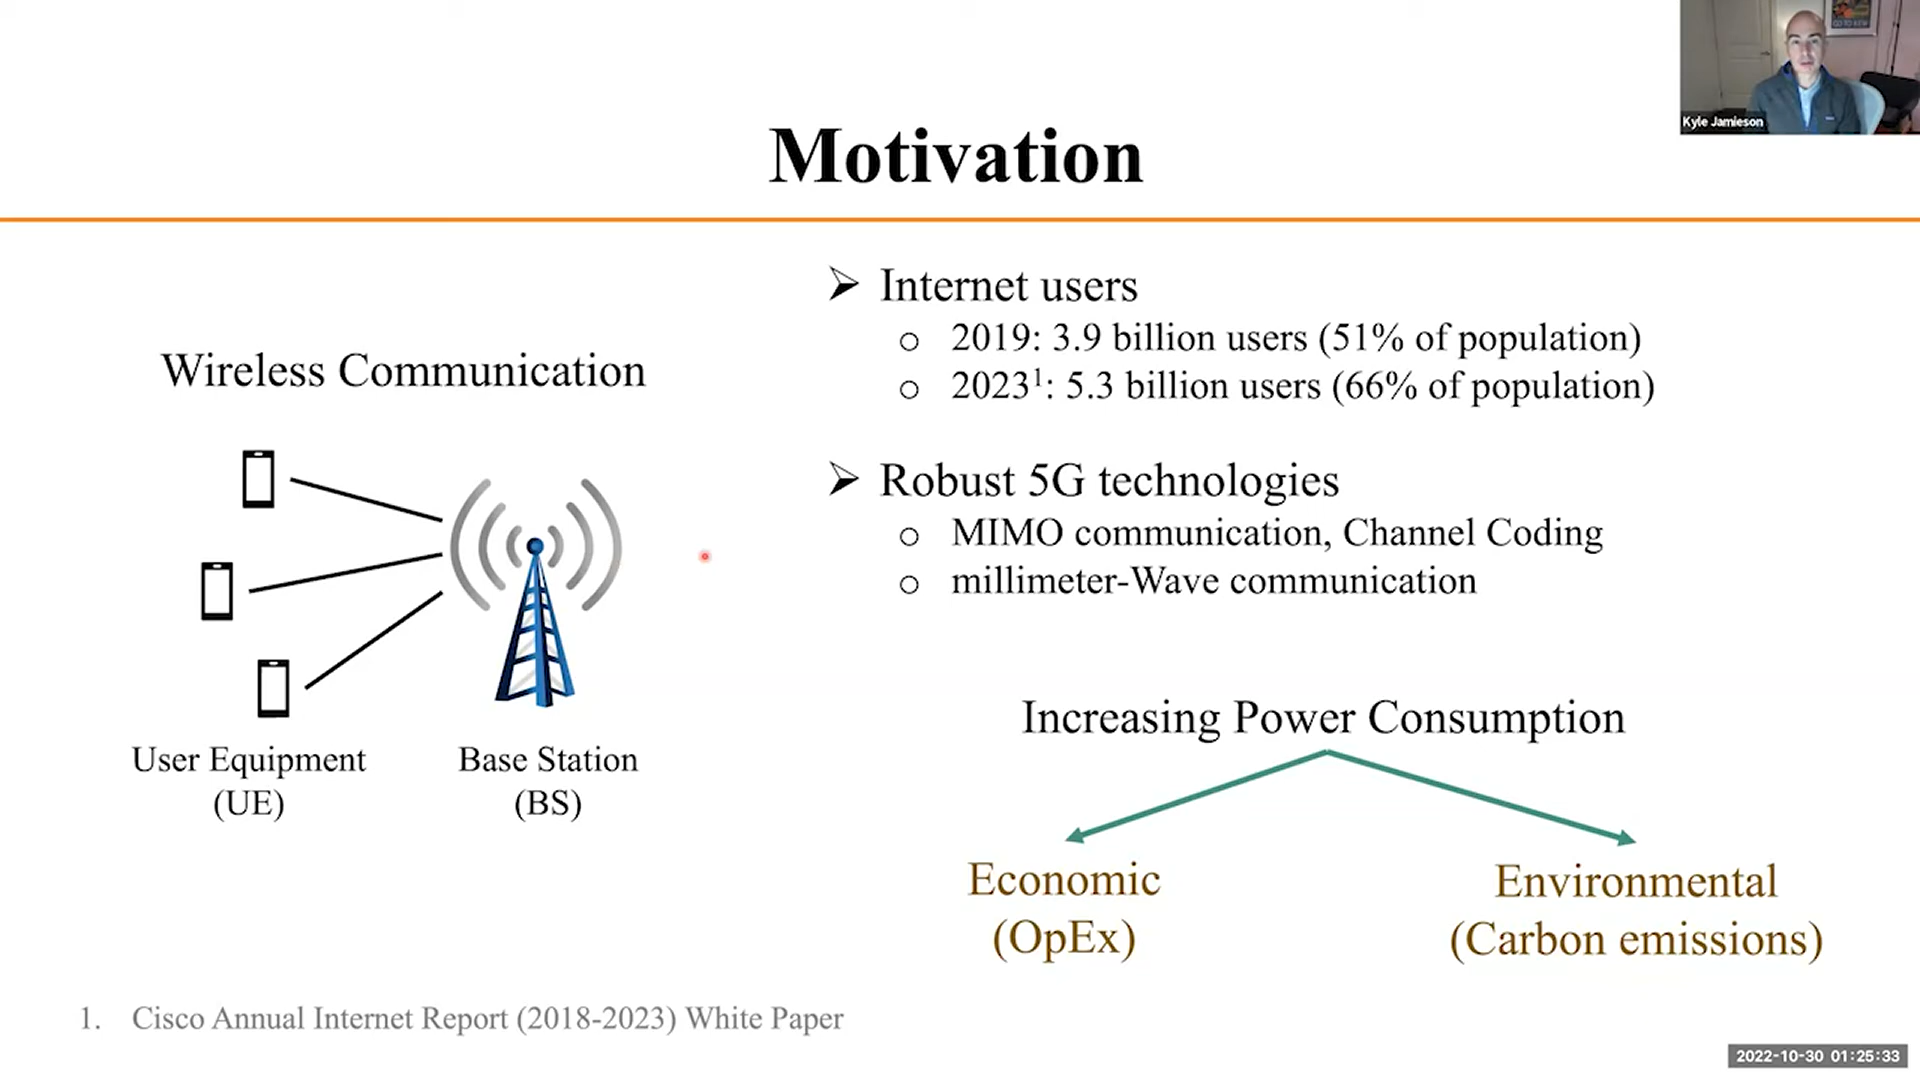 Kyle Jamieson
Motivation
Wireless Communication
User Equipment
(UE)
Base Station
(BS)
➢ Internet users
o 2019: 3.9 billion users (51% of population)
o 2023¹: 5.3 billion users (66% of population)
➢ Robust 5G technologies
o MIMO communication, Channel Coding
o millimeter-Wave communication
Increasing Power Consumption
Economic
(OpEx)
Environmental
(Carbon emissions)
1. Cisco Annual Internet Report (2018-2023) White Paper
2022-10-30 01:25:33